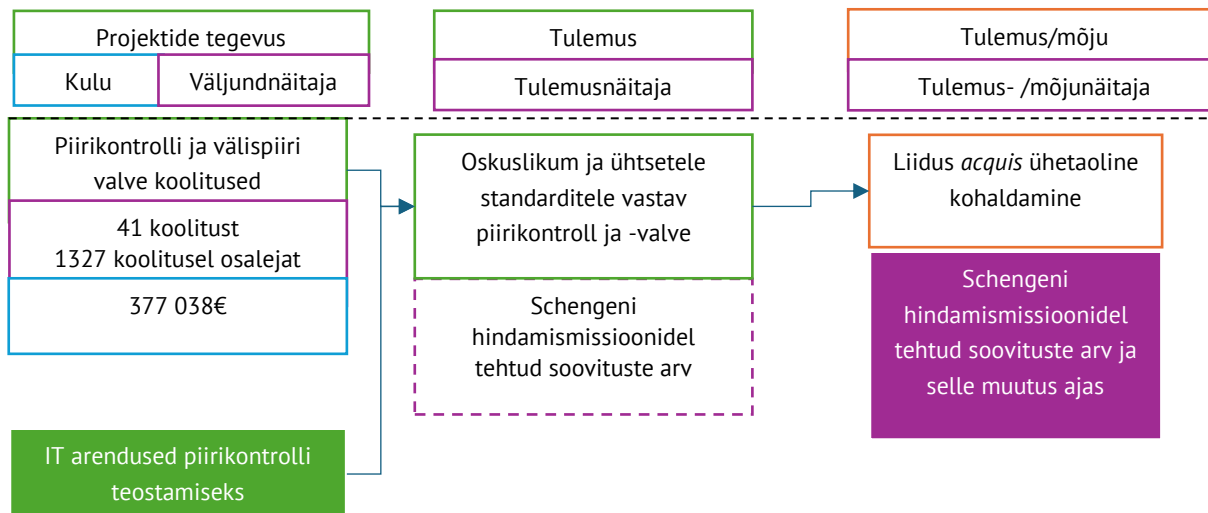 Projektide tegevus
Kulu
Väljundnäitaja
Tulemus
Tulemusnäitaja
Tulemus/mõju
Tulemus- /mõjunäitaja
Piirikontrolli ja välispiiri
valve koolitused
41 koolitust
1327 koolitusel osalejat
377 038€
IT arendused piirikontrolli
teostamiseks
Oskuslikum ja ühtsetele
standarditele vastav
piirikontroll ja -valve
Schengeni
hindamismissioonidel
tehtud soovituste arv
Liidus acquis ühetaoline
kohaldamine
Schengeni
hindamismissioonidel
tehtud soovituste arv ja
selle muutus ajas